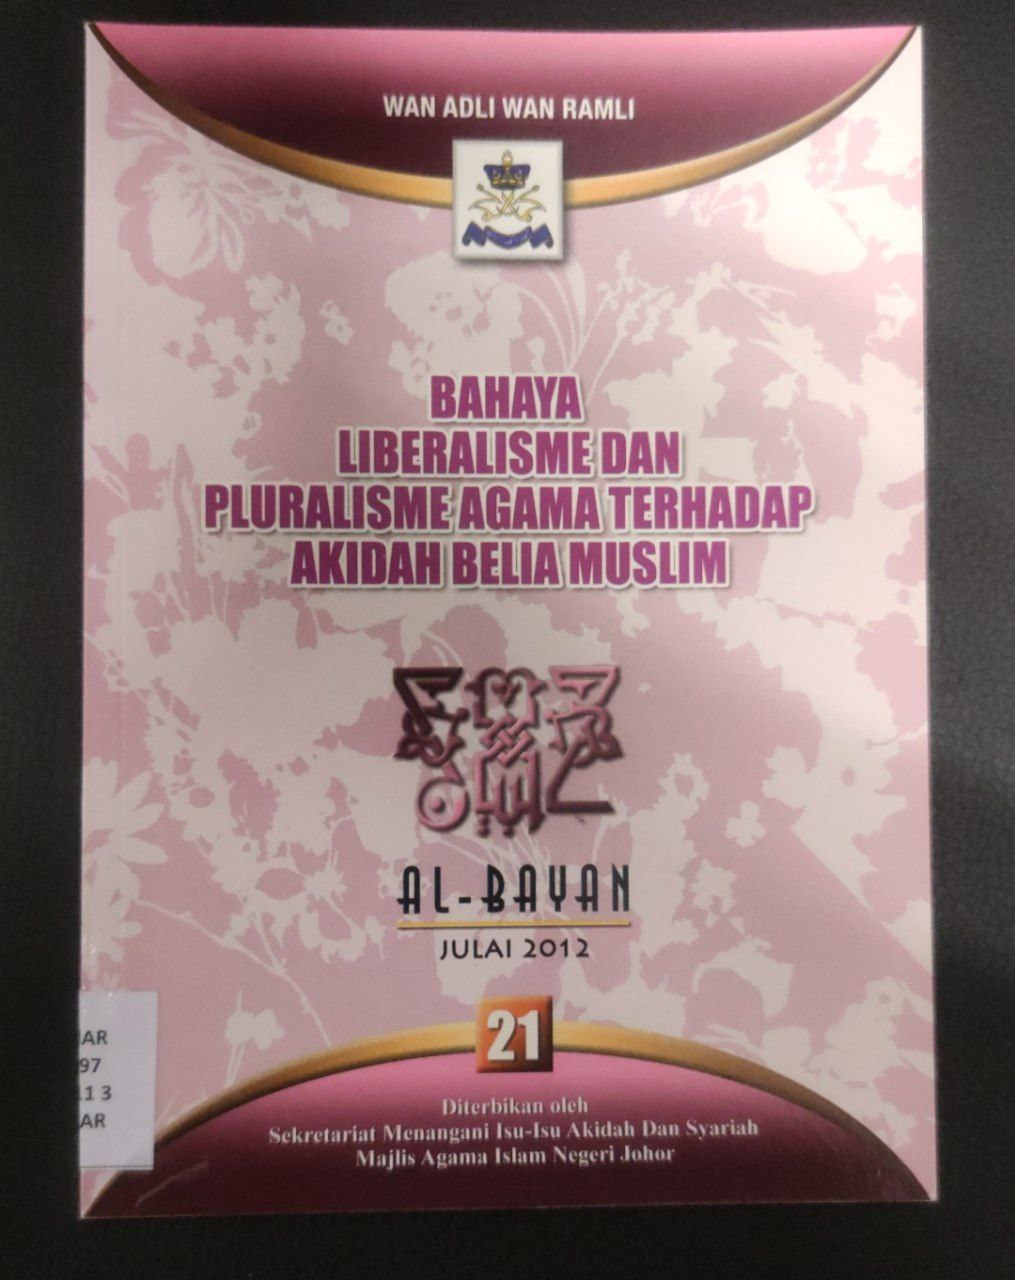 WAN ADLI WAN RAMLI
BAHAYA
LIBERALISME DAN
PLURALISME AGAMA TERHADAP
AKIDAH BELIA MUSLIM
AL-BAYAN
JULAI 2012
21
Diterbikan oleh
Sekretariat Menangani Isu-Isu Akidah Dan Syariah
Majlis Agama Islam Negeri Johor
97